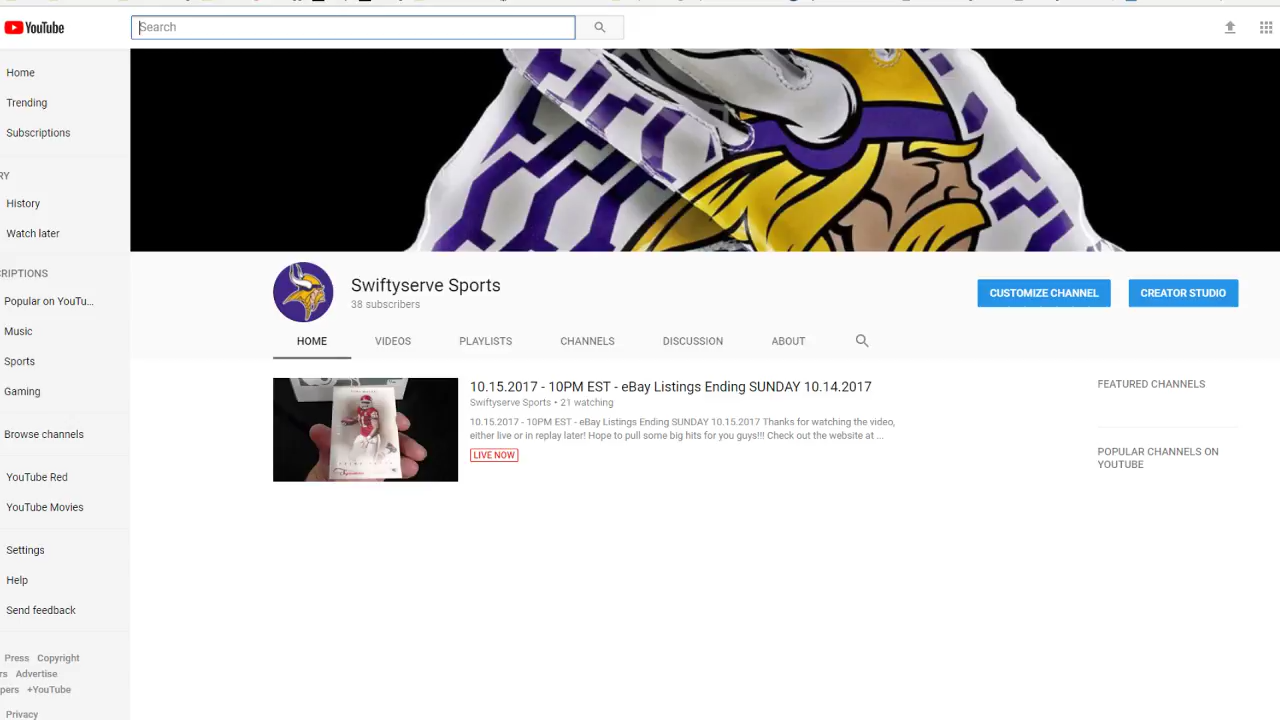 YouTube
Search
Home
Trending
Subscriptions
RY
History
Watch later
RIPTIONS
Popular on YouTu...
Music
Sports
Gaming
Browse channels
YouTube Red
YouTube Movies
Settings
Help
Send feedback
Press Copyright
rs Advertise
pers +YouTube
Privacy
Swiftyserve Sports
38 subscribers
CUSTOMIZE CHANNEL
CREATOR STUDIO
HOME VIDEOS PLAYLISTS CHANNELS DISCUSSION ABOUT
10.15.2017 - 10PM EST - eBay Listings Ending SUNDAY 10.14.2017
Swiftyserve Sports • 21 watching
10.15.2017 - 10PM EST - eBay Listings Ending SUNDAY 10.15.2017 Thanks for watching the video,
either live or in replay later! Hope to pull some big hits for you guys!!! Check out the website at ...
LIVE NOW
FEATURED CHANNELS
POPULAR CHANNELS ON
YOUTUBE